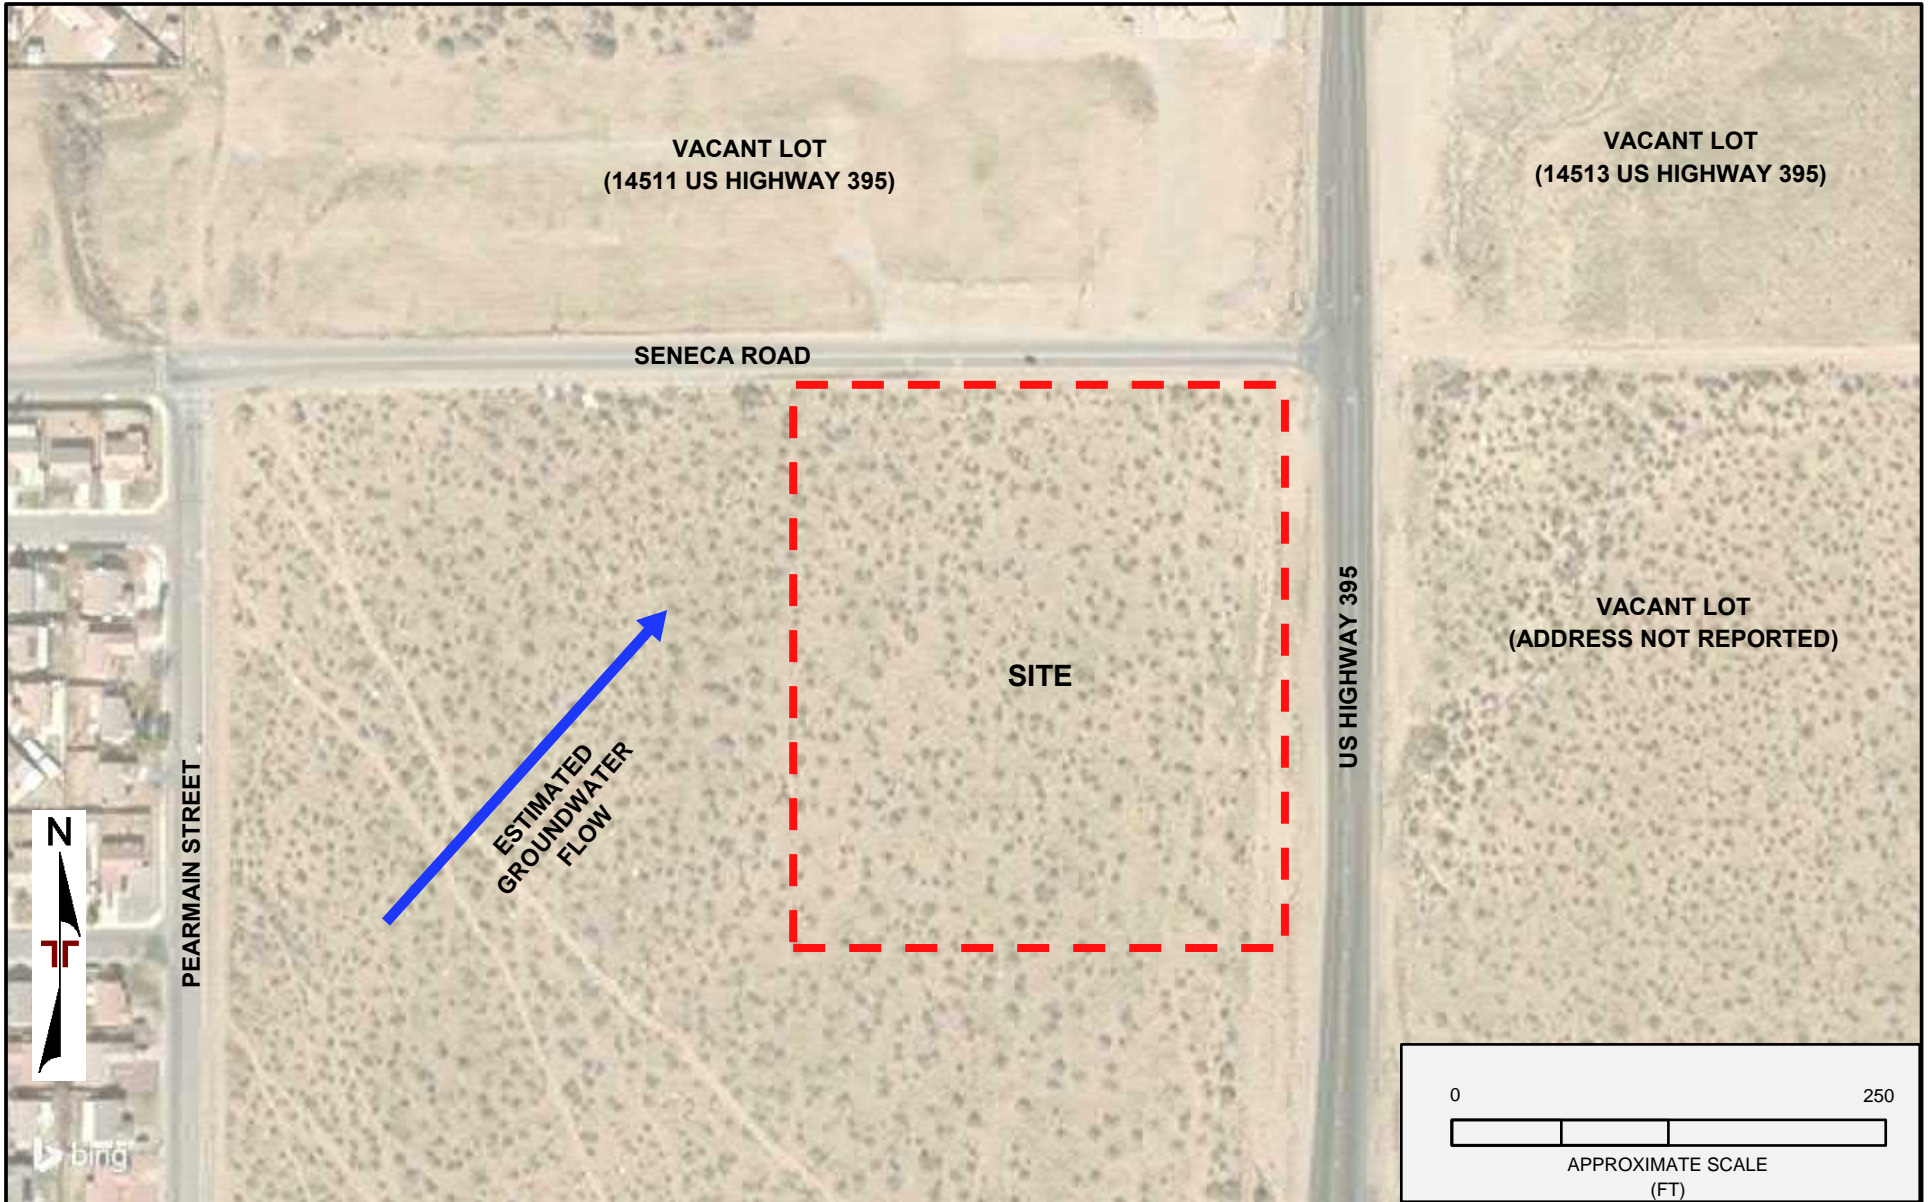 VACANT LOT
(14511 US HIGHWAY 395)
VACANT LOT
(14513 US HIGHWAY 395)
SENECA ROAD
SITE
US HIGHWAY 395
VACANT LOT
(ADDRESS NOT REPORTED)
ESTIMATED
GROUNDWATER
FLOW
PEARMAIN STREET
N
bing
0 250
APPROXIMATE SCALE
(FT)